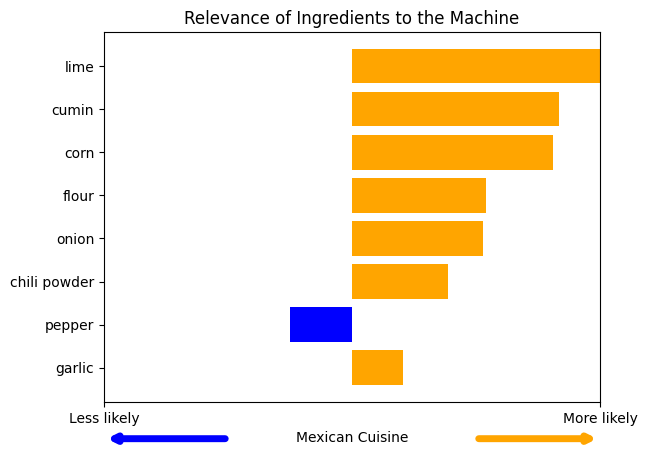 Relevance of Ingredients to the Machine
lime
cumin
corn
flour
onion
chili powder
pepper
garlic
Less likely
More likely
Mexican Cuisine